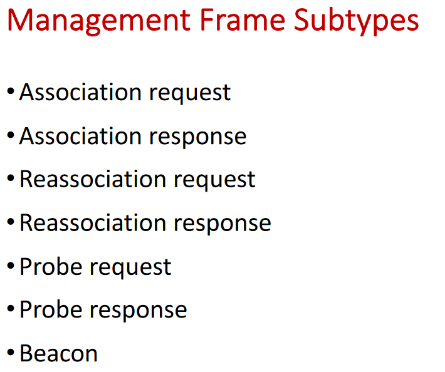 Management Frame Subtypes
• Association request
• Association response
• Reassociation request
• Reassociation response
• Probe request
• Probe response
• Beacon